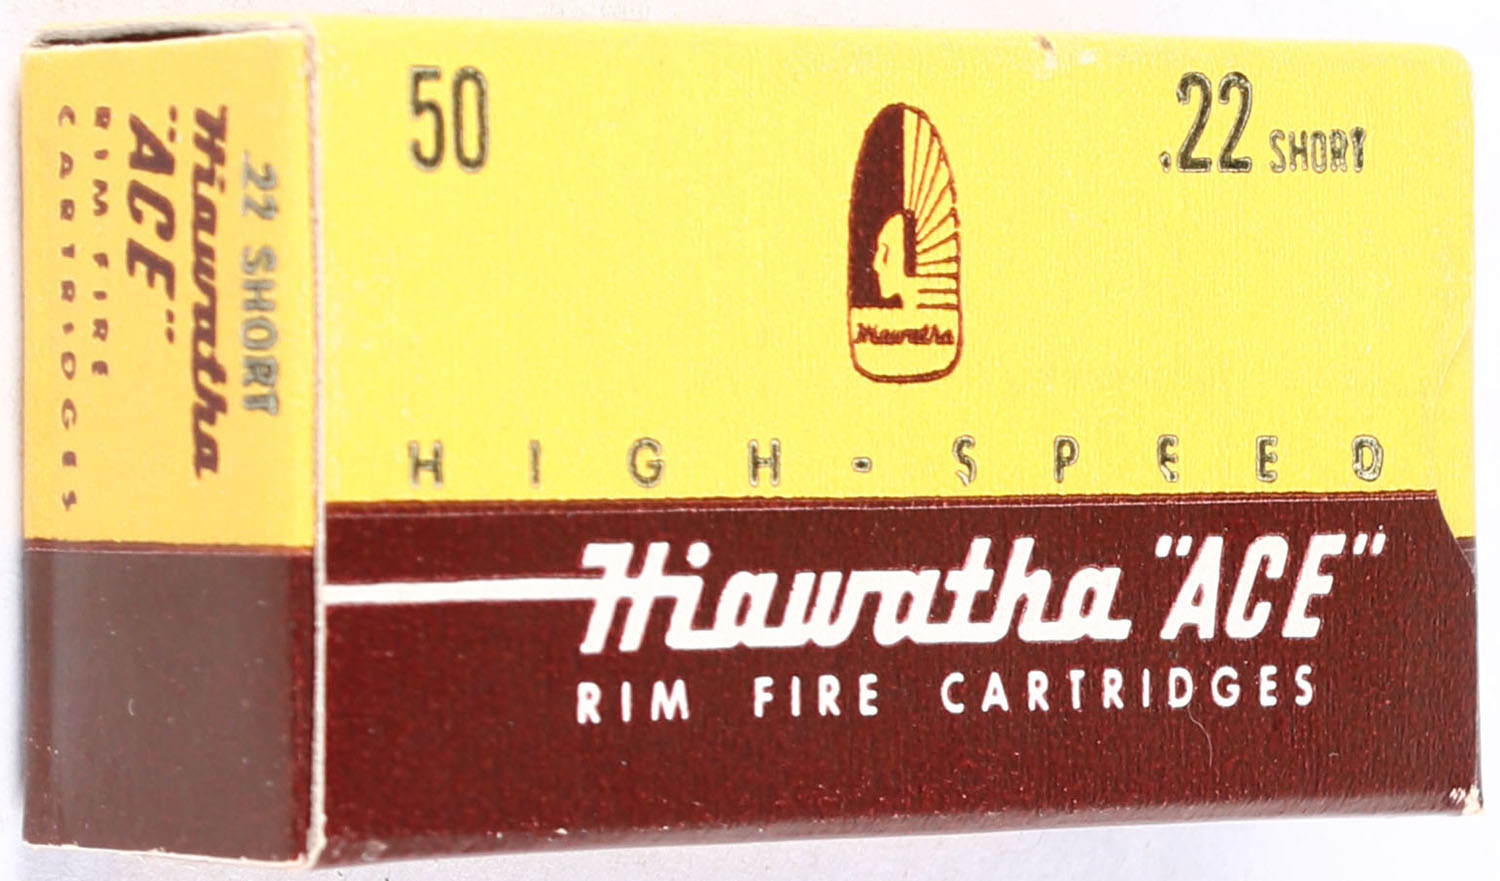 50
.22 SHORT
Hiawatha
HIGH-SPEED
Hiawatha "ACE"
RIM FIRE CARTRIDGES
.22 SHORT
Hiawatha
"ACE"
RIM FIRE
CARTRIDGES